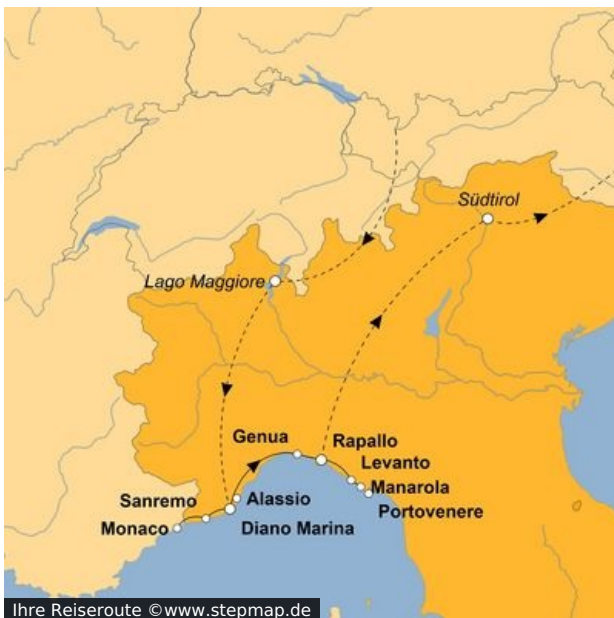 Südtirol
Lago Maggiore
Genua
Rapallo
Levanto
Manarola
Portovenere
Sanremo
Alassio
Monaco
Diano Marina
Ihre Reiseroute ©www.stepmap.de